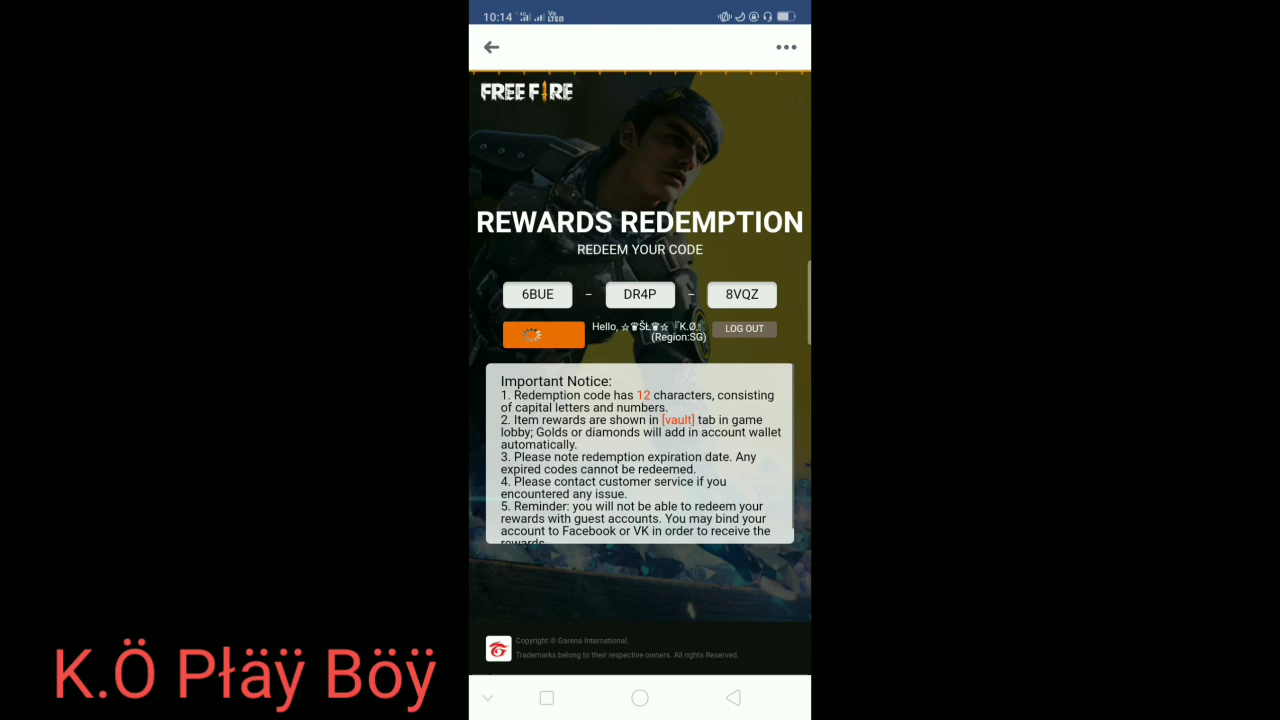 10:14
Vo
LTE
FREE FIRE
REWARDS REDEMPTION
REDEEM YOUR CODE
6BUE – DR4P – 8VQZ
Hello, ☆♛ŠŁ♛☆ 『K.Ø』
(Region:SG)
LOG OUT
Important Notice:
1. Redemption code has 12 characters, consisting
of capital letters and numbers.
2. Item rewards are shown in [vault] tab in game
lobby; Golds or diamonds will add in account wallet
automatically.
3. Please note redemption expiration date. Any
expired codes cannot be redeemed.
4. Please contact customer service if you
encountered any issue.
5. Reminder: you will not be able to redeem your
rewards with guest accounts. You may bind your
account to Facebook or VK in order to receive the
rewards
Copyright © Garena International.
Trademarks belong to their respective owners. All rights Reserved.
K.Ö Płäÿ Böÿ